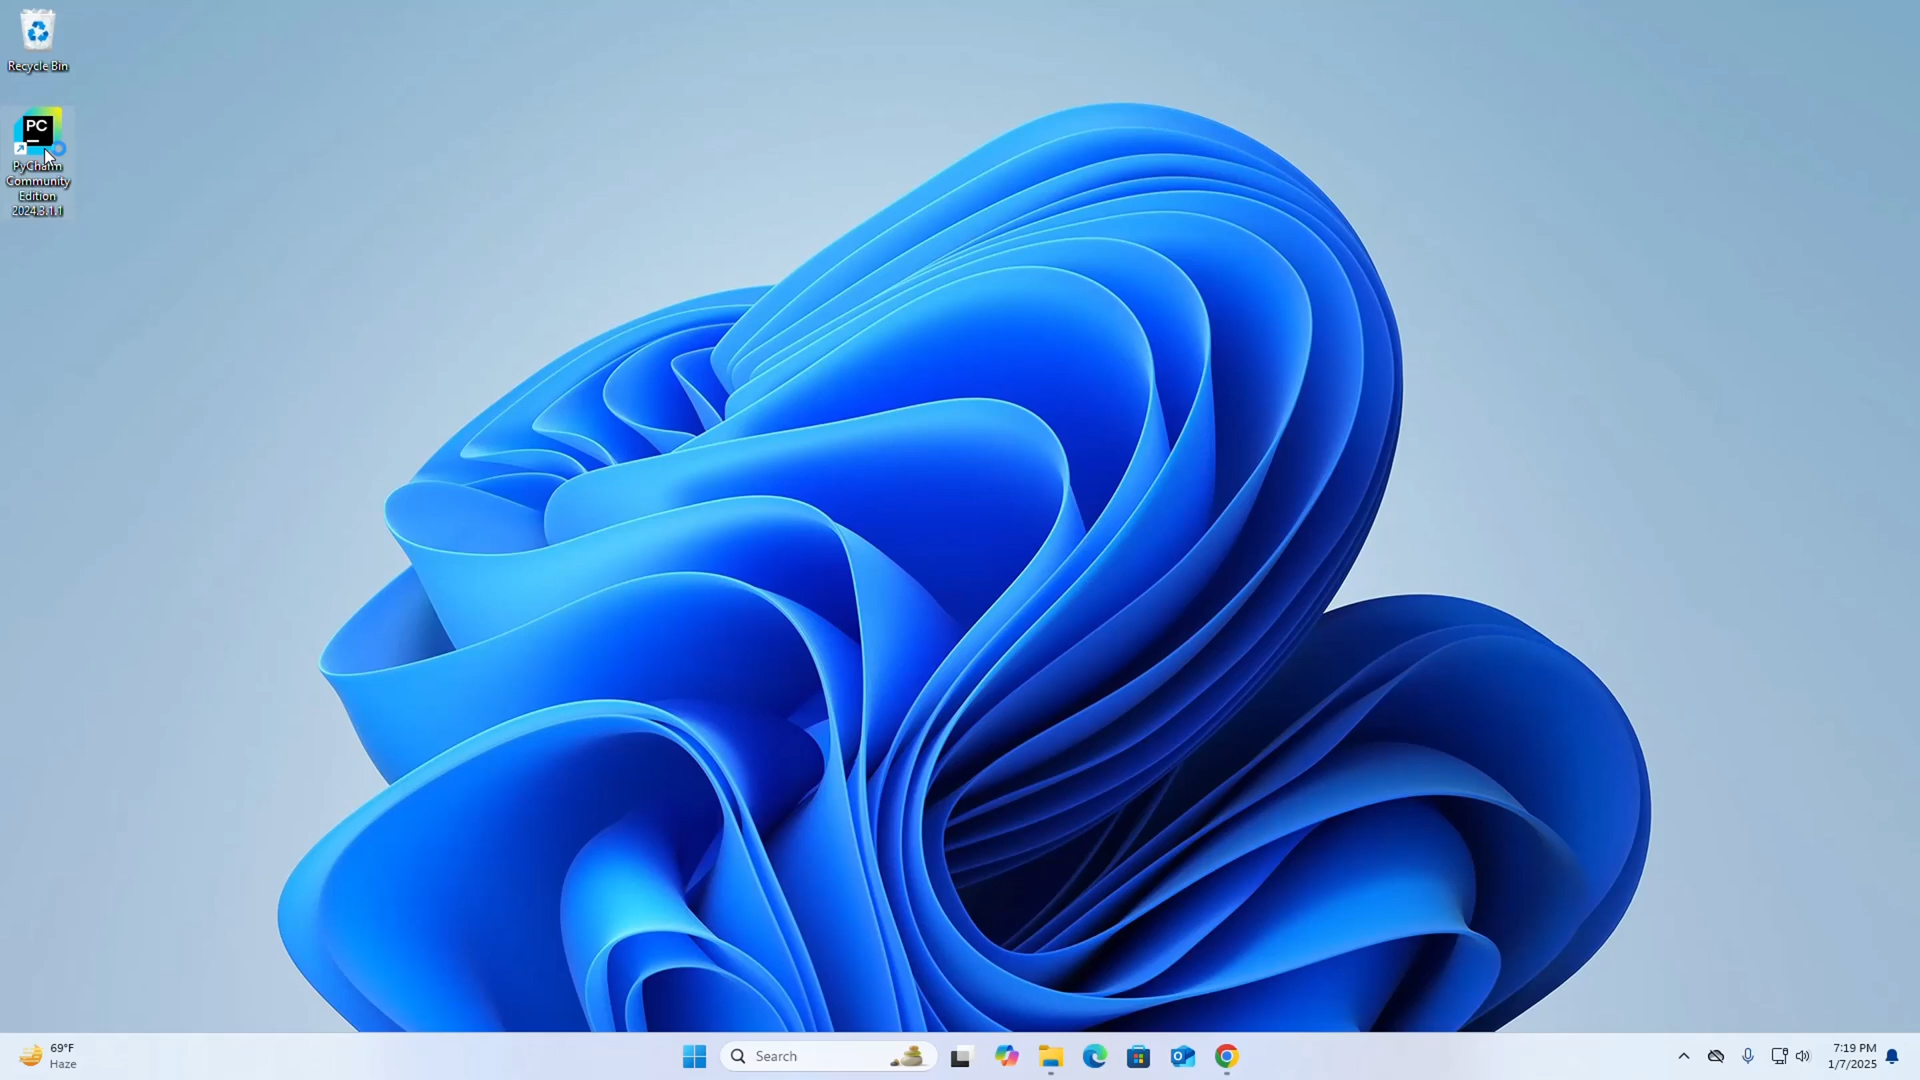 Recycle Bin
PC
PyCharm
Community
Edition
2024.3.1.1
69°F
Haze
Search
7:19 PM
1/7/2025